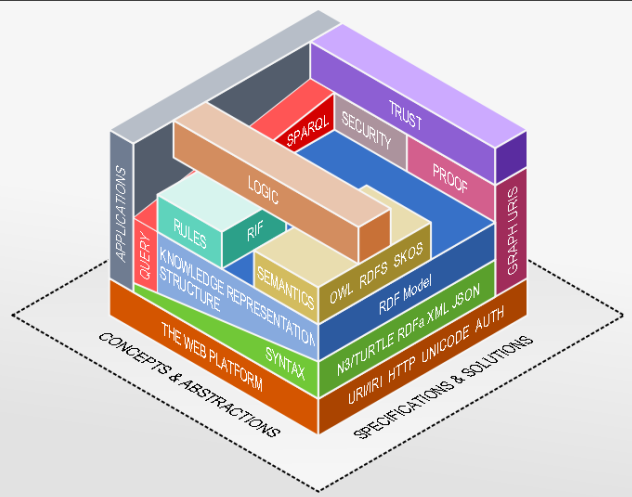 TRUST
SPARQL
SECURITY
PROOF
APPLICATIONS
LOGIC
GRAPH URIS
RULES
RIF
QUERY
KNOWLEDGE REPRESENTATION
STRUCTURE
SEMANTICS
OWL RDFS SKOS
RDF Model
SYNTAX
N3/TURTLE RDFa XML JSON
THE WEB PLATFORM
URI/IRI HTTP UNICODE AUTH
CONCEPTS & ABSTRACTIONS
SPECIFICATIONS & SOLUTIONS